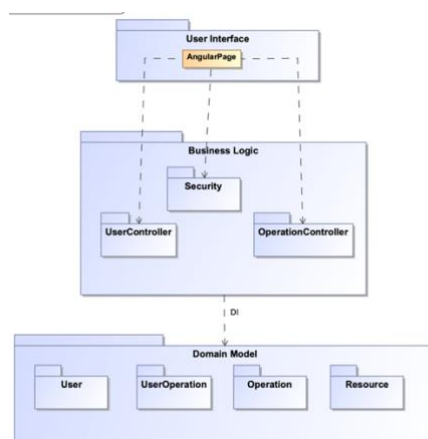 User Interface
AngularPage
Business Logic
Security
UserController
OperationController
DI
Domain Model
User
UserOperation
Operation
Resource